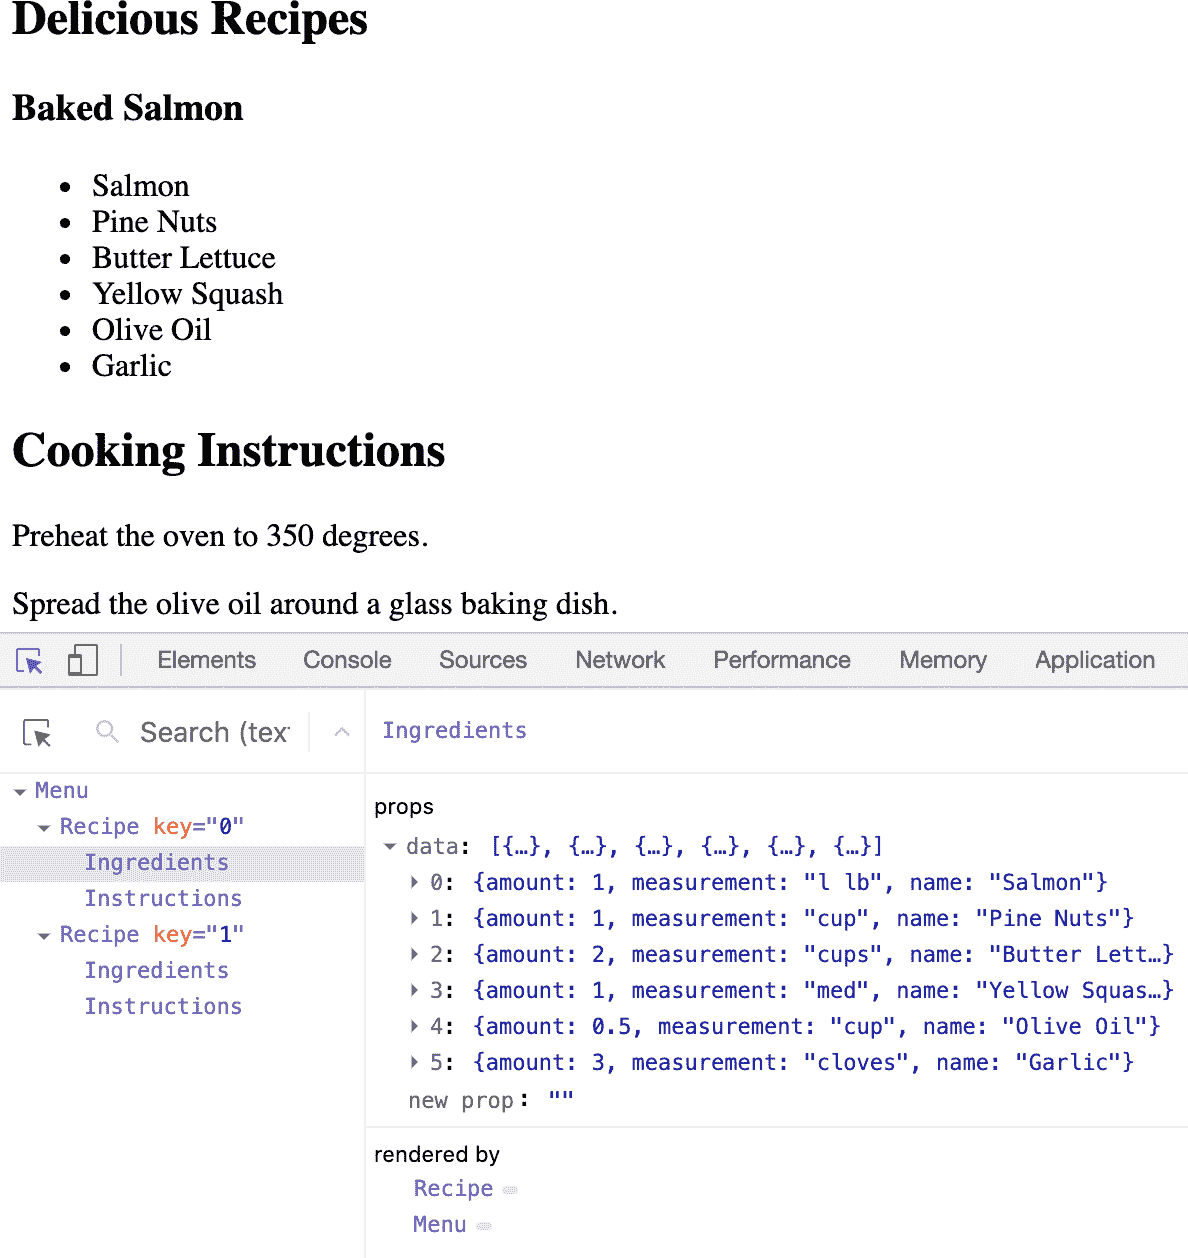 Delicious Recipes
Baked Salmon
Salmon
Pine Nuts
Butter Lettuce
Yellow Squash
Olive Oil
Garlic
Cooking Instructions
Preheat the oven to 350 degrees.
Spread the olive oil around a glass baking dish.
Elements Console Sources Network Performance Memory Application
Search (tex
Ingredients
Menu
Recipe key="0"
Ingredients
Instructions
Recipe key="1"
Ingredients
Instructions
props
data: [{…}, {…}, {…}, {…}, {…}, {…}]
0: {amount: 1, measurement: "l lb", name: "Salmon"}
1: {amount: 1, measurement: "cup", name: "Pine Nuts"}
2: {amount: 2, measurement: "cups", name: "Butter Lett…}
3: {amount: 1, measurement: "med", name: "Yellow Squas…}
4: {amount: 0.5, measurement: "cup", name: "Olive Oil"}
5: {amount: 3, measurement: "cloves", name: "Garlic"}
new prop: ""
rendered by
Recipe
Menu